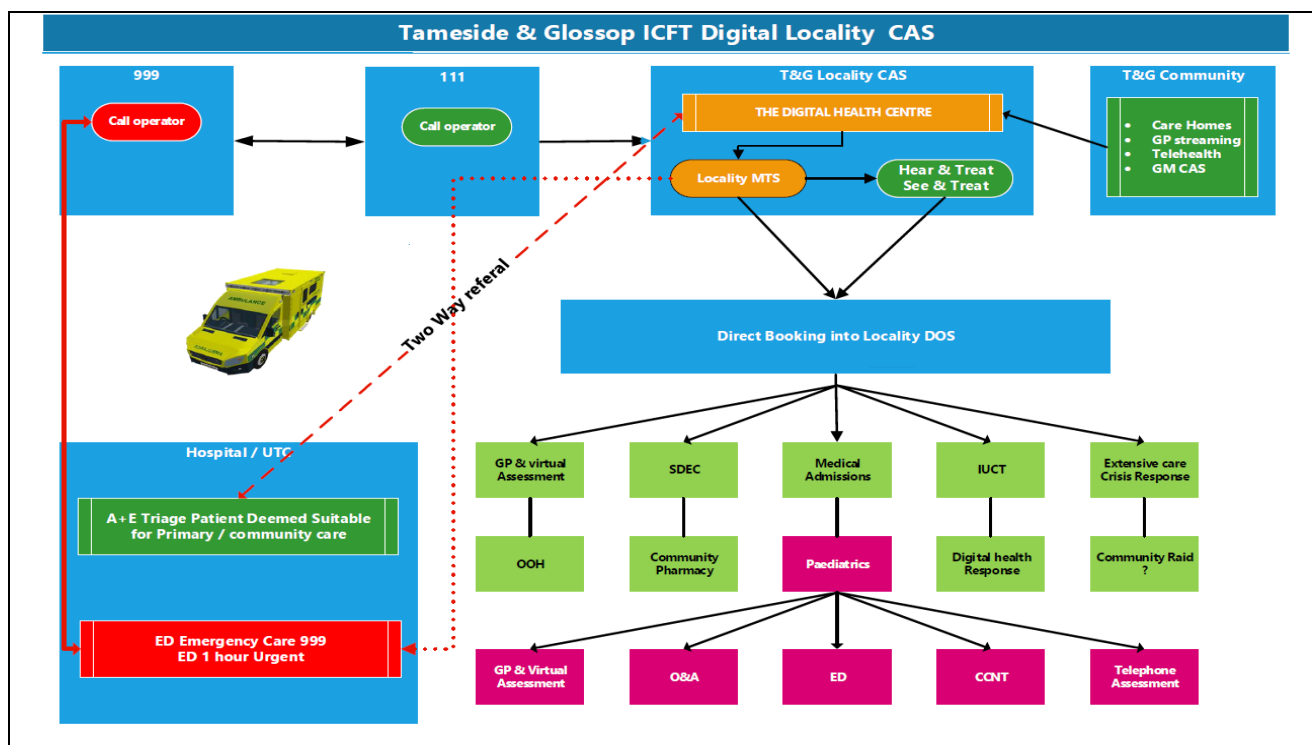 Tameside & Glossop ICFT Digital Locality CAS
999
Call operator
111
Call operator
T&G Locality CAS
THE DIGITAL HEALTH CENTRE
Locality MTS
Hear & Treat
See & Treat
T&G Community
• Care Homes
• GP streaming
• Telehealth
• GM CAS
AMBULANCE
Two Way referal
Direct Booking into Locality DOS
Hospital / UTC
A+E Triage Patient Deemed Suitable
for Primary / community care
ED Emergency Care 999
ED 1 hour Urgent
GP & virtual
Assessment
SDEC
Medical
Admissions
IUCT
Extensive care
Crisis Response
OOH
Community
Pharmacy
Paediatrics
Digital health
Response
Community Raid
?
GP & Virtual
Assessment
O&A
ED
CCNT
Telephone
Assessment